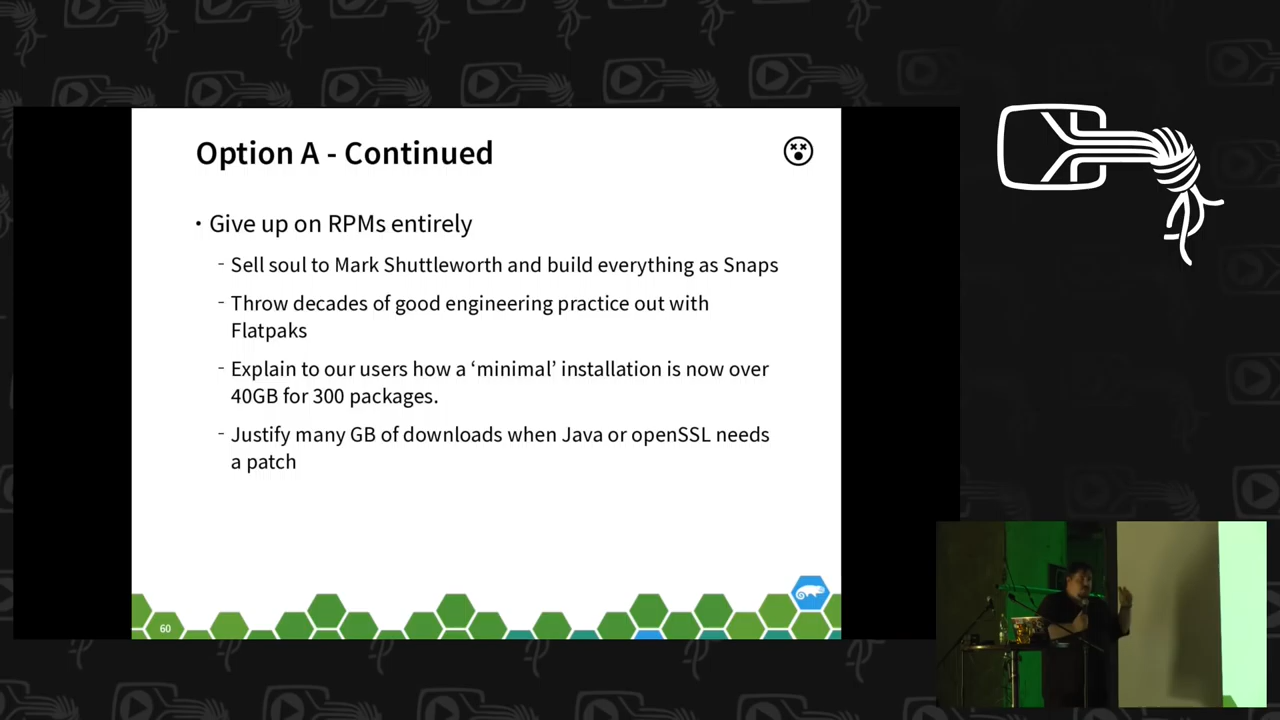 Option A - Continued
• Give up on RPMs entirely
- Sell soul to Mark Shuttleworth and build everything as Snaps
- Throw decades of good engineering practice out with
Flatpaks
- Explain to our users how a ‘minimal’ installation is now over
40GB for 300 packages.
- Justify many GB of downloads when Java or openSSL needs
a patch
60